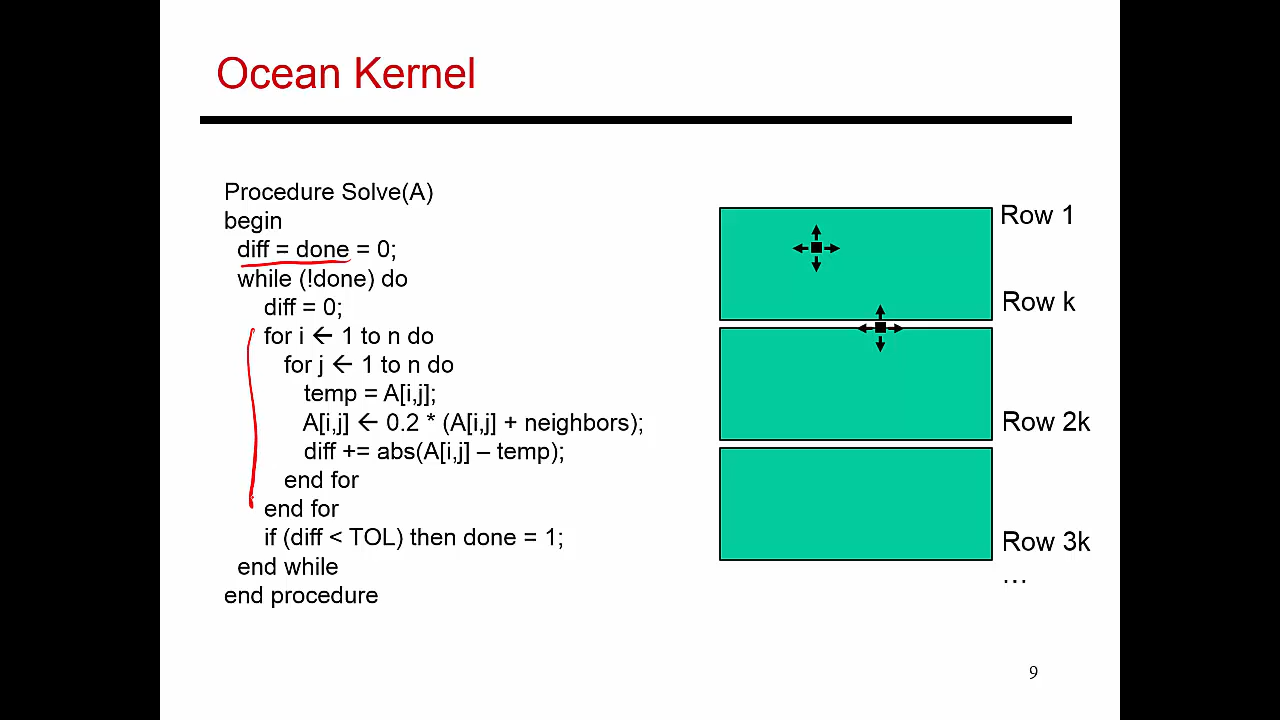 Ocean Kernel
Procedure Solve(A)
begin
diff = done = 0;
while (!done) do
diff = 0;
for i ← 1 to n do
for j ← 1 to n do
temp = A[i,j];
A[i,j] ← 0.2 * (A[i,j] + neighbors);
diff += abs(A[i,j] – temp);
end for
end for
if (diff < TOL) then done = 1;
end while
end procedure
Row 1
Row k
Row 2k
Row 3k
…
9